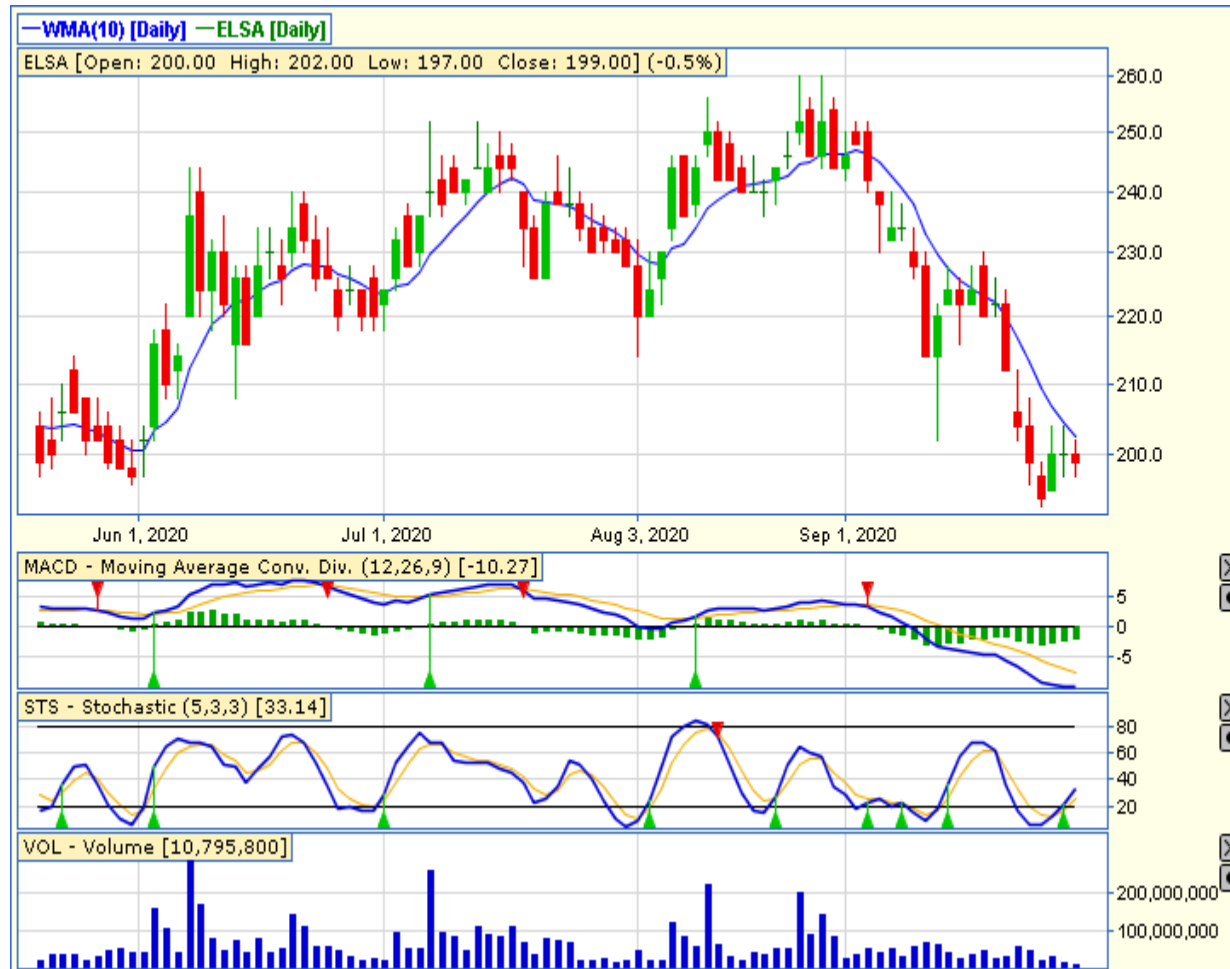 WMA(10) [Daily] ELSA [Daily]
ELSA [Open: 200.00 High: 202.00 Low: 197.00 Close: 199.00] (-0.5%)
260.0
250.0
240.0
230.0
220.0
210.0
200.0
Jun 1, 2020 Jul 1, 2020 Aug 3, 2020 Sep 1, 2020
MACD - Moving Average Conv. Div. (12,26,9) [-10.27]
5
0
-5
STS - Stochastic (5,3,3) [33.14]
80
60
40
20
VOL - Volume [10,795,800]
200,000,000
100,000,000